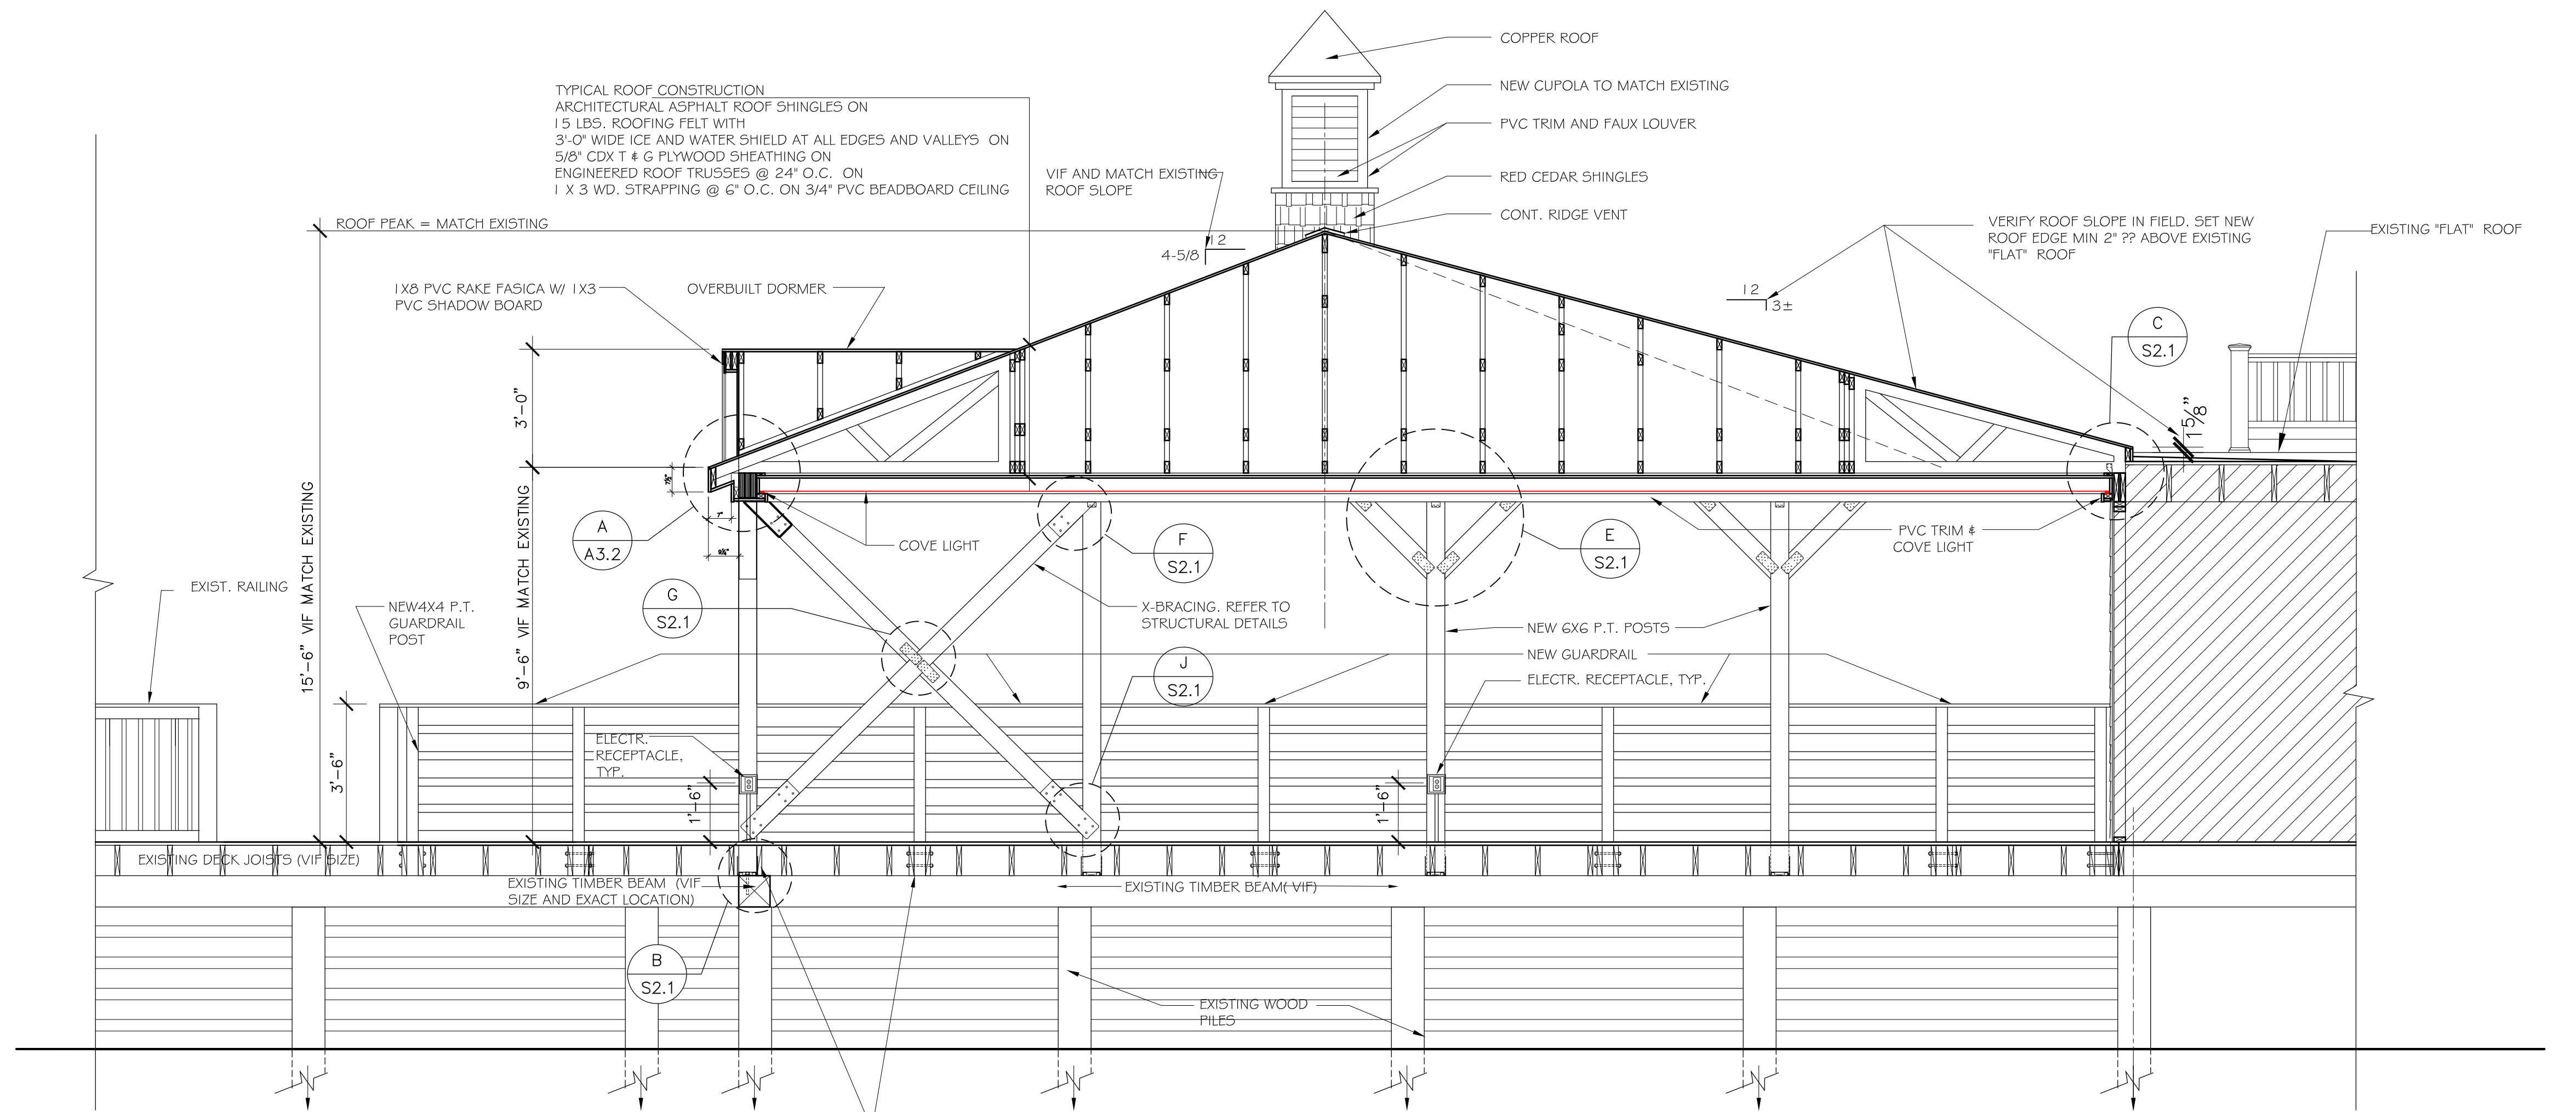 COPPER ROOF
NEW CUPOLA TO MATCH EXISTING
PVC TRIM AND FAUX LOUVER
RED CEDAR SHINGLES
CONT. RIDGE VENT
TYPICAL ROOF CONSTRUCTION
ARCHITECTURAL ASPHALT ROOF SHINGLES ON
15 LBS. ROOFING FELT WITH
3'-0" WIDE ICE AND WATER SHIELD AT ALL EDGES AND VALLEYS ON
5/8" CDX T & G PLYWOOD SHEATHING ON
ENGINEERED ROOF TRUSSES @ 24" O.C. ON
1 X 3 WD. STRAPPING @ 6" O.C. ON 3/4" PVC BEADBOARD CEILING
VIF AND MATCH EXISTING
ROOF SLOPE
12
4-5/8
ROOF PEAK = MATCH EXISTING
VERIFY ROOF SLOPE IN FIELD. SET NEW
ROOF EDGE MIN 2" ?? ABOVE EXISTING
"FLAT" ROOF
EXISTING "FLAT" ROOF
1X8 PVC RAKE FASICA W/ 1X3
PVC SHADOW BOARD
OVERBUILT DORMER
12
3±
C
S2.1
3'-0"
1 5/8"
7½"
7"
9¼"
A
A3.2
COVE LIGHT
F
S2.1
E
S2.1
PVC TRIM &
COVE LIGHT
15'-6" VIF MATCH EXISTING
9'-6" VIF MATCH EXISTING
EXIST. RAILING
NEW4X4 P.T.
GUARDRAIL
POST
G
S2.1
X-BRACING. REFER TO
STRUCTURAL DETAILS
NEW 6X6 P.T. POSTS
NEW GUARDRAIL
J
S2.1
ELECTR. RECEPTACLE, TYP.
ELECTR.
RECEPTACLE,
TYP.
3'-6"
1'-6"
1'-6"
EXISTING DECK JOISTS (VIF SIZE)
EXISTING TIMBER BEAM (VIF
SIZE AND EXACT LOCATION)
EXISTING TIMBER BEAM( VIF)
B
S2.1
EXISTING WOOD
PILES